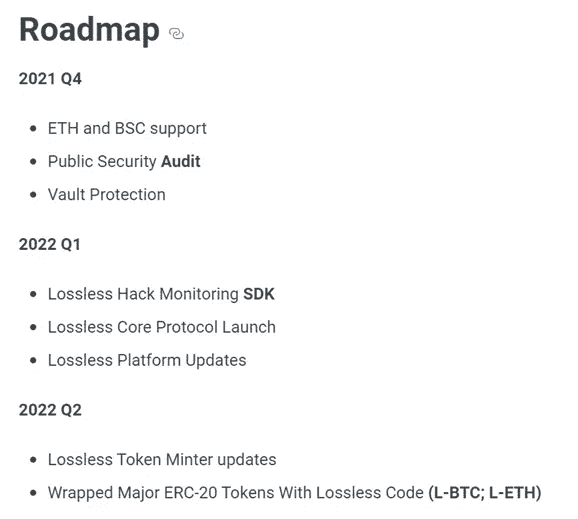 Roadmap
2021 Q4
ETH and BSC support
Public Security Audit
Vault Protection
2022 Q1
Lossless Hack Monitoring SDK
Lossless Core Protocol Launch
Lossless Platform Updates
2022 Q2
Lossless Token Minter updates
Wrapped Major ERC-20 Tokens With Lossless Code (L-BTC; L-ETH)